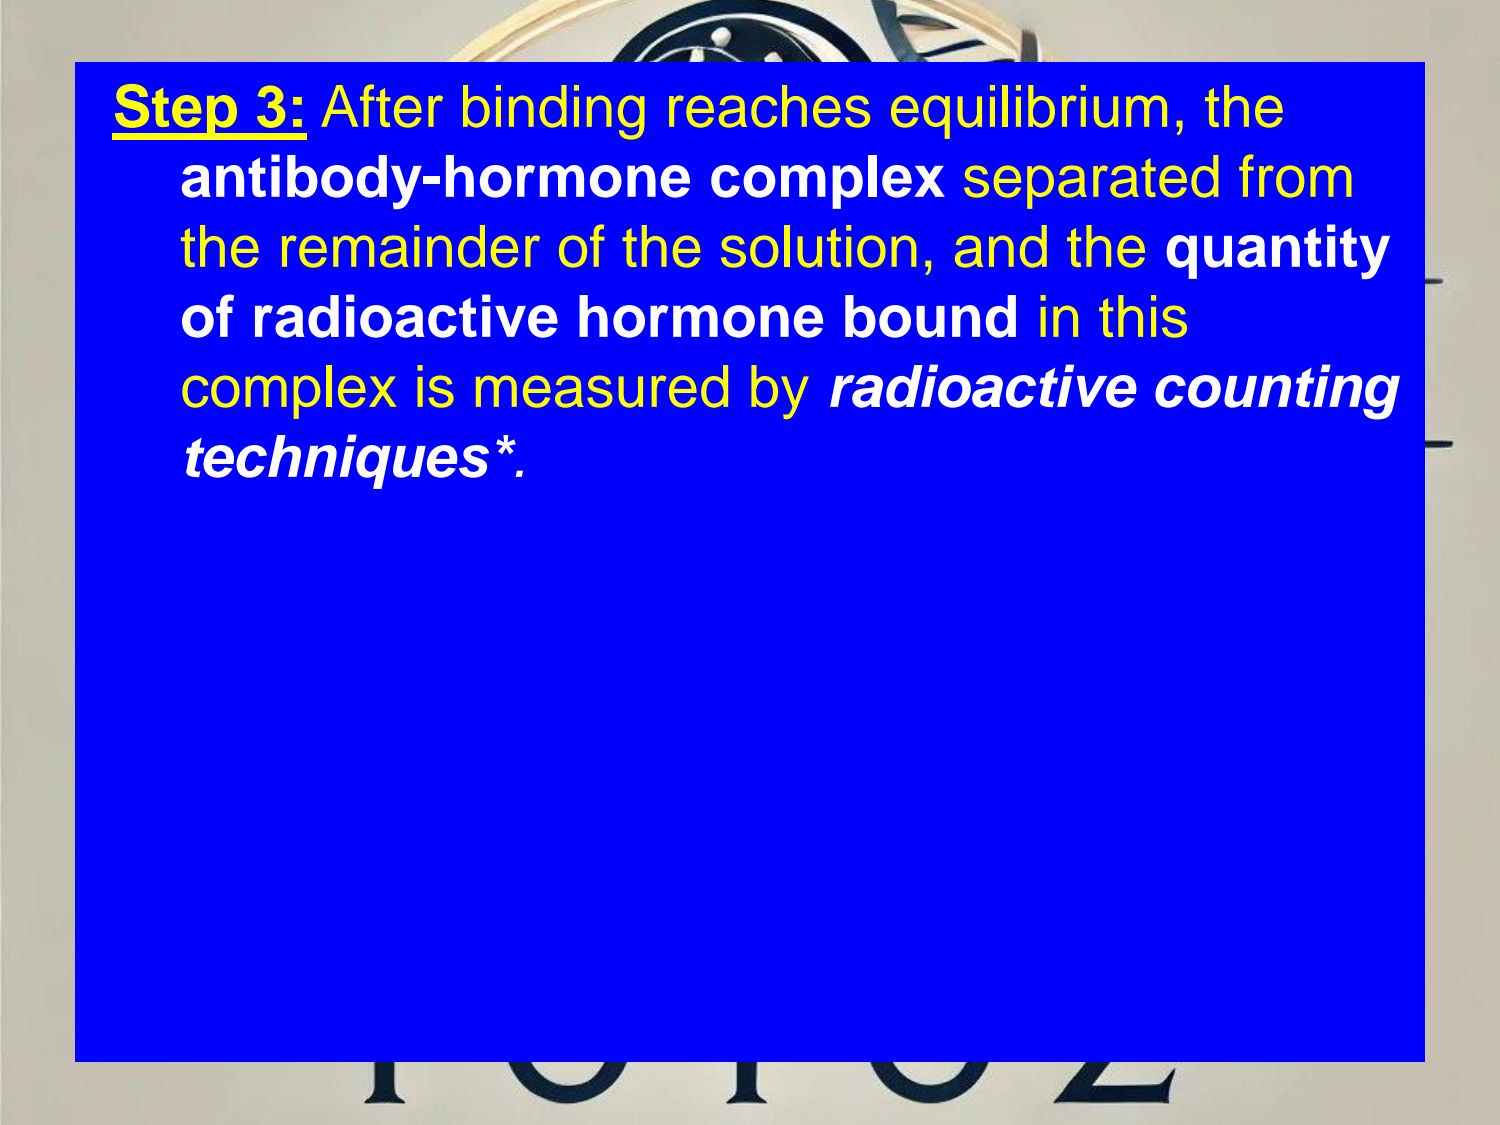 Step 3: After binding reaches equilibrium, the
antibody-hormone complex separated from
the remainder of the solution, and the quantity
of radioactive hormone bound in this
complex is measured by radioactive counting
techniques*.